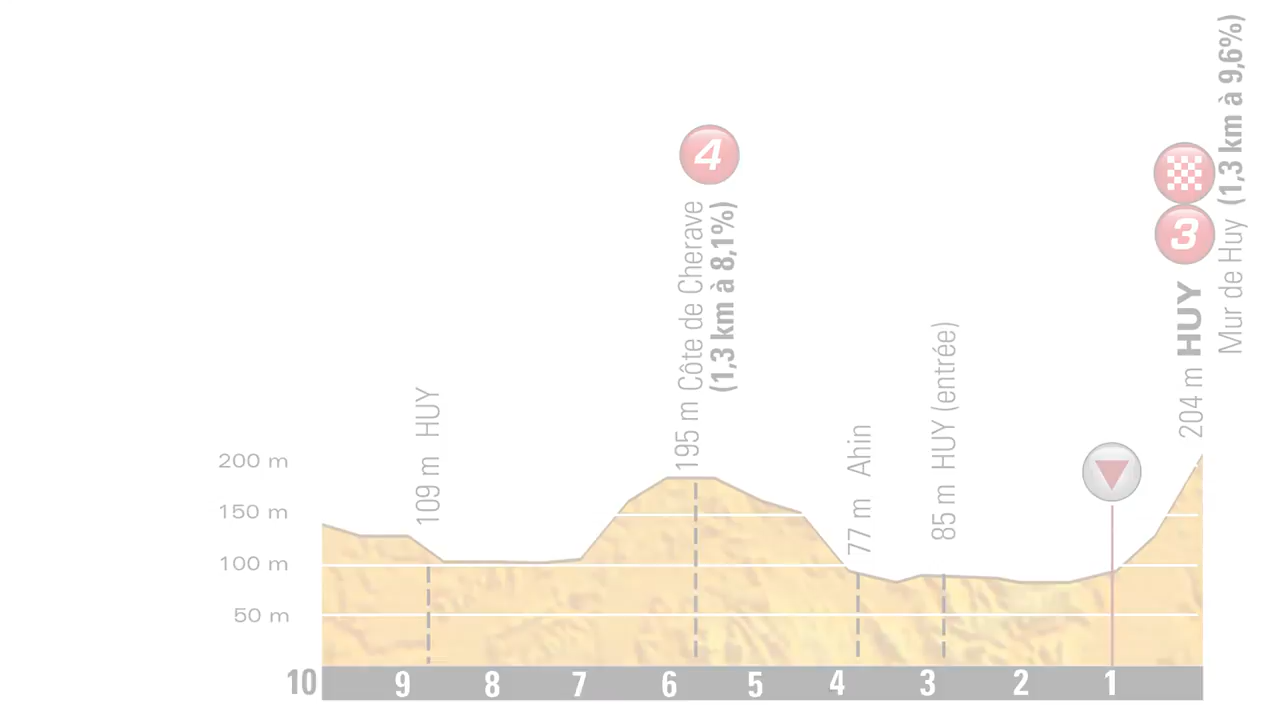 109 m HUY
4
195 m Côte de Cherave
(1,3 km à 8,1%)
77 m Ahin
85 m HUY (entrée)
3
204 m HUY
Mur de Huy (1,3 km à 9,6%)
200 m
150 m
100 m
50 m
10 9 8 7 6 5 4 3 2 1